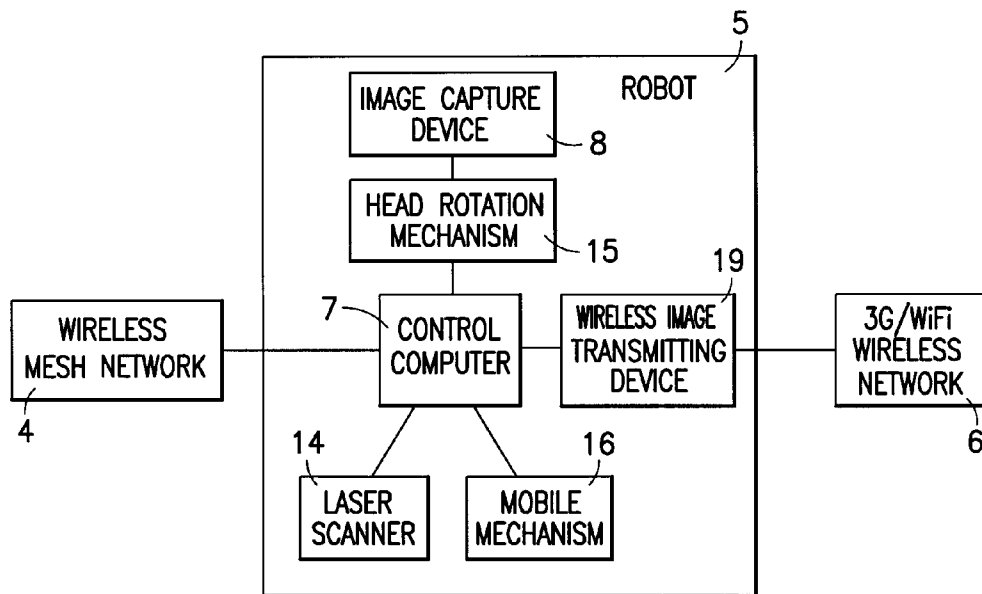 5
ROBOT
IMAGE CAPTURE
DEVICE
8
HEAD ROTATION
MECHANISM
15
19
7
WIRELESS
MESH NETWORK
4
CONTROL
COMPUTER
WIRELESS IMAGE
TRANSMITTING
DEVICE
3G/WiFi
WIRELESS
NETWORK
6
14
LASER
SCANNER
16
MOBILE
MECHANISM